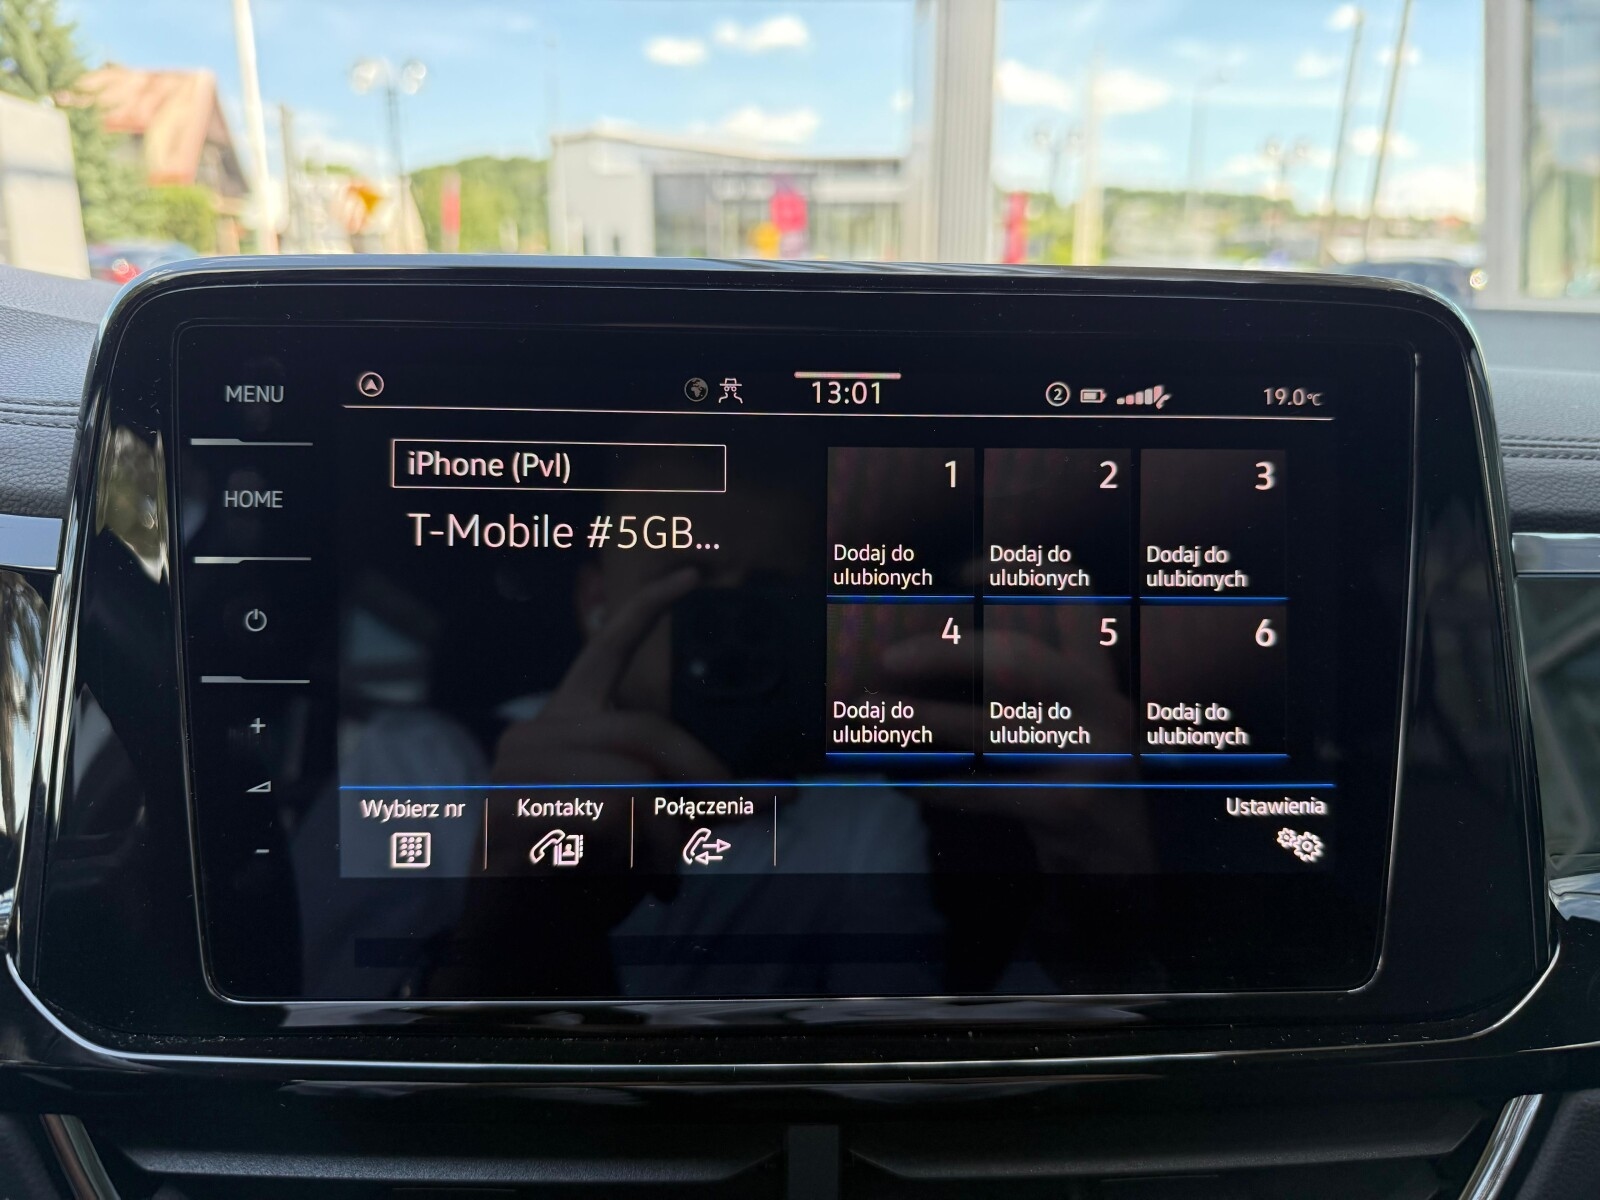 MENU
HOME
+
-
2
13:01
19.0°C
iPhone (Pvl)
T-Mobile #5GB...
1
Dodaj do
ulubionych
2
Dodaj do
ulubionych
3
Dodaj do
ulubionych
4
Dodaj do
ulubionych
5
Dodaj do
ulubionych
6
Dodaj do
ulubionych
Wybierz nr
Kontakty
Połączenia
Ustawienia